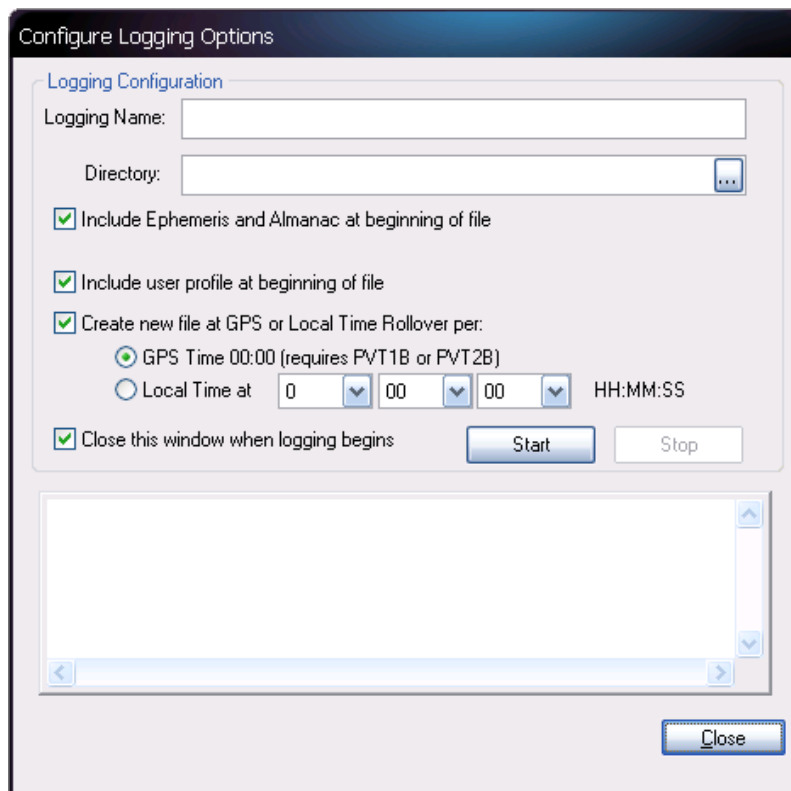 Configure Logging Options
Logging Configuration
Logging Name:
Directory:
...
Include Ephemeris and Almanac at beginning of file
Include user profile at beginning of file
Create new file at GPS or Local Time Rollover per:
GPS Time 00:00 (requires PVT1B or PVT2B)
Local Time at 0 00 00 HH:MM:SS
Close this window when logging begins Start Stop
Close